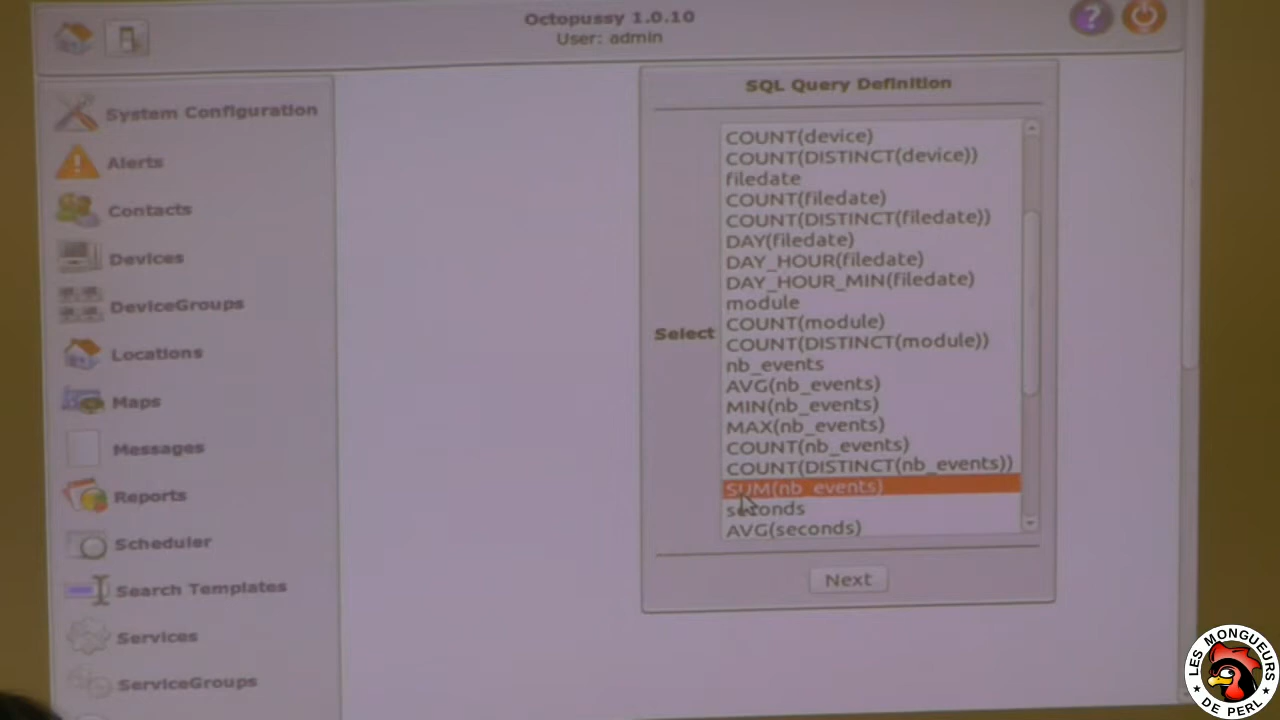 Octopussy 1.0.10
User: admin
?
System Configuration
Alerts
Contacts
Devices
DeviceGroups
Locations
Maps
Messages
Reports
Scheduler
Search Templates
Services
ServiceGroups
SQL Query Definition
Select
COUNT(device)
COUNT(DISTINCT(device))
filedate
COUNT(filedate)
COUNT(DISTINCT(filedate))
DAY(filedate)
DAY_HOUR(filedate)
DAY_HOUR_MIN(filedate)
module
COUNT(module)
COUNT(DISTINCT(module))
nb_events
AVG(nb_events)
MIN(nb_events)
MAX(nb_events)
COUNT(nb_events)
COUNT(DISTINCT(nb_events))
SUM(nb_events)
seconds
AVG(seconds)
Next
LES MONGUEURS
DE PERL